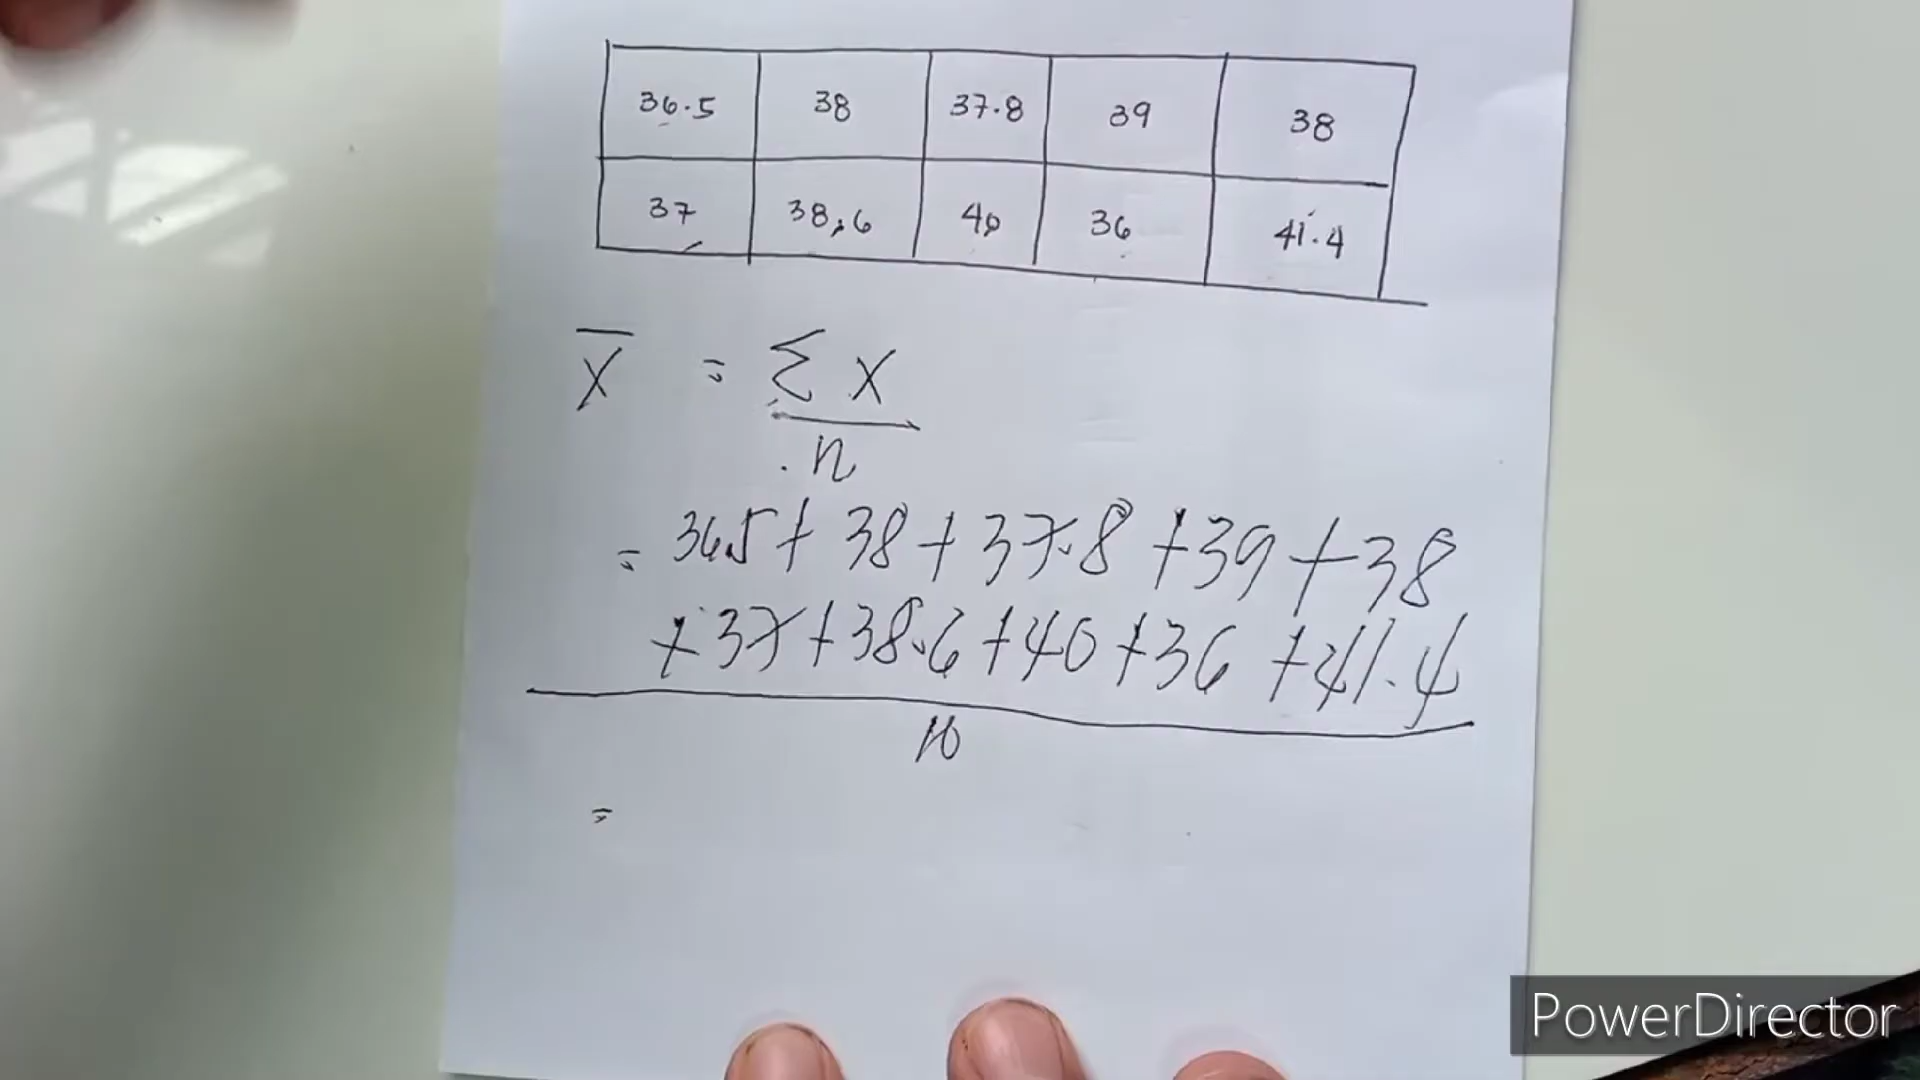 36.5 38 37.8 39 38
37 38.6 40 36 41.4
x̄ = Σx
n
= 36.5 + 38 + 37.8 + 39 + 38
+ 37 + 38.6 + 40 + 36 + 41.4
10
=
PowerDirector